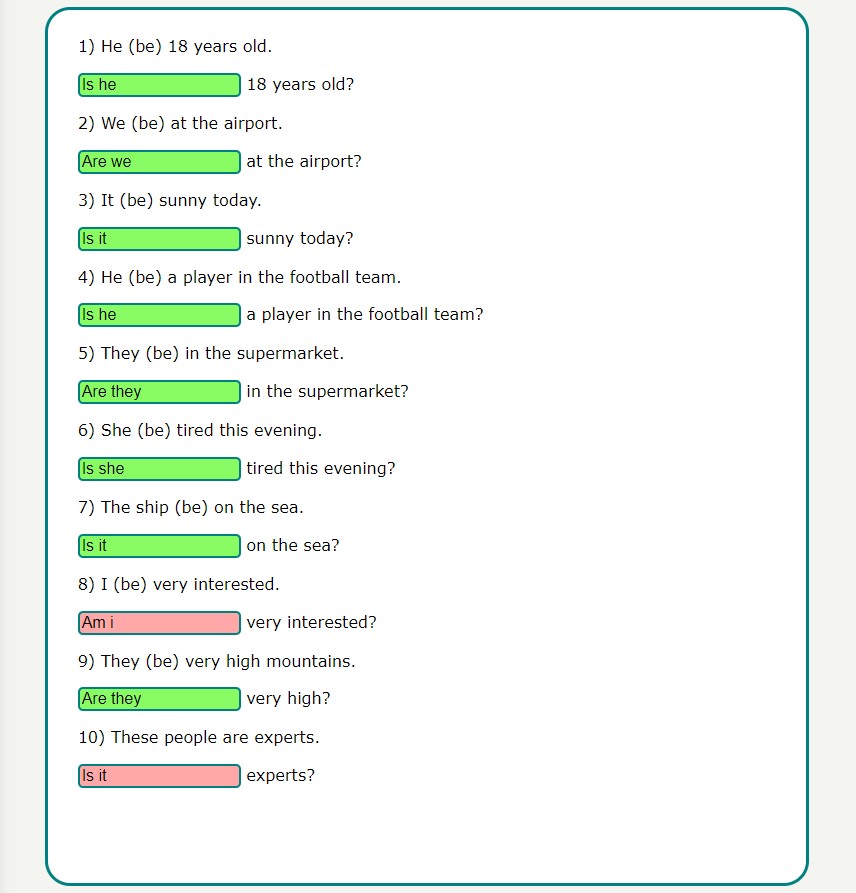 1) He (be) 18 years old.
Is he 18 years old?
2) We (be) at the airport.
Are we at the airport?
3) It (be) sunny today.
Is it sunny today?
4) He (be) a player in the football team.
Is he a player in the football team?
5) They (be) in the supermarket.
Are they in the supermarket?
6) She (be) tired this evening.
Is she tired this evening?
7) The ship (be) on the sea.
Is it on the sea?
8) I (be) very interested.
Am i very interested?
9) They (be) very high mountains.
Are they very high?
10) These people are experts.
Is it experts?